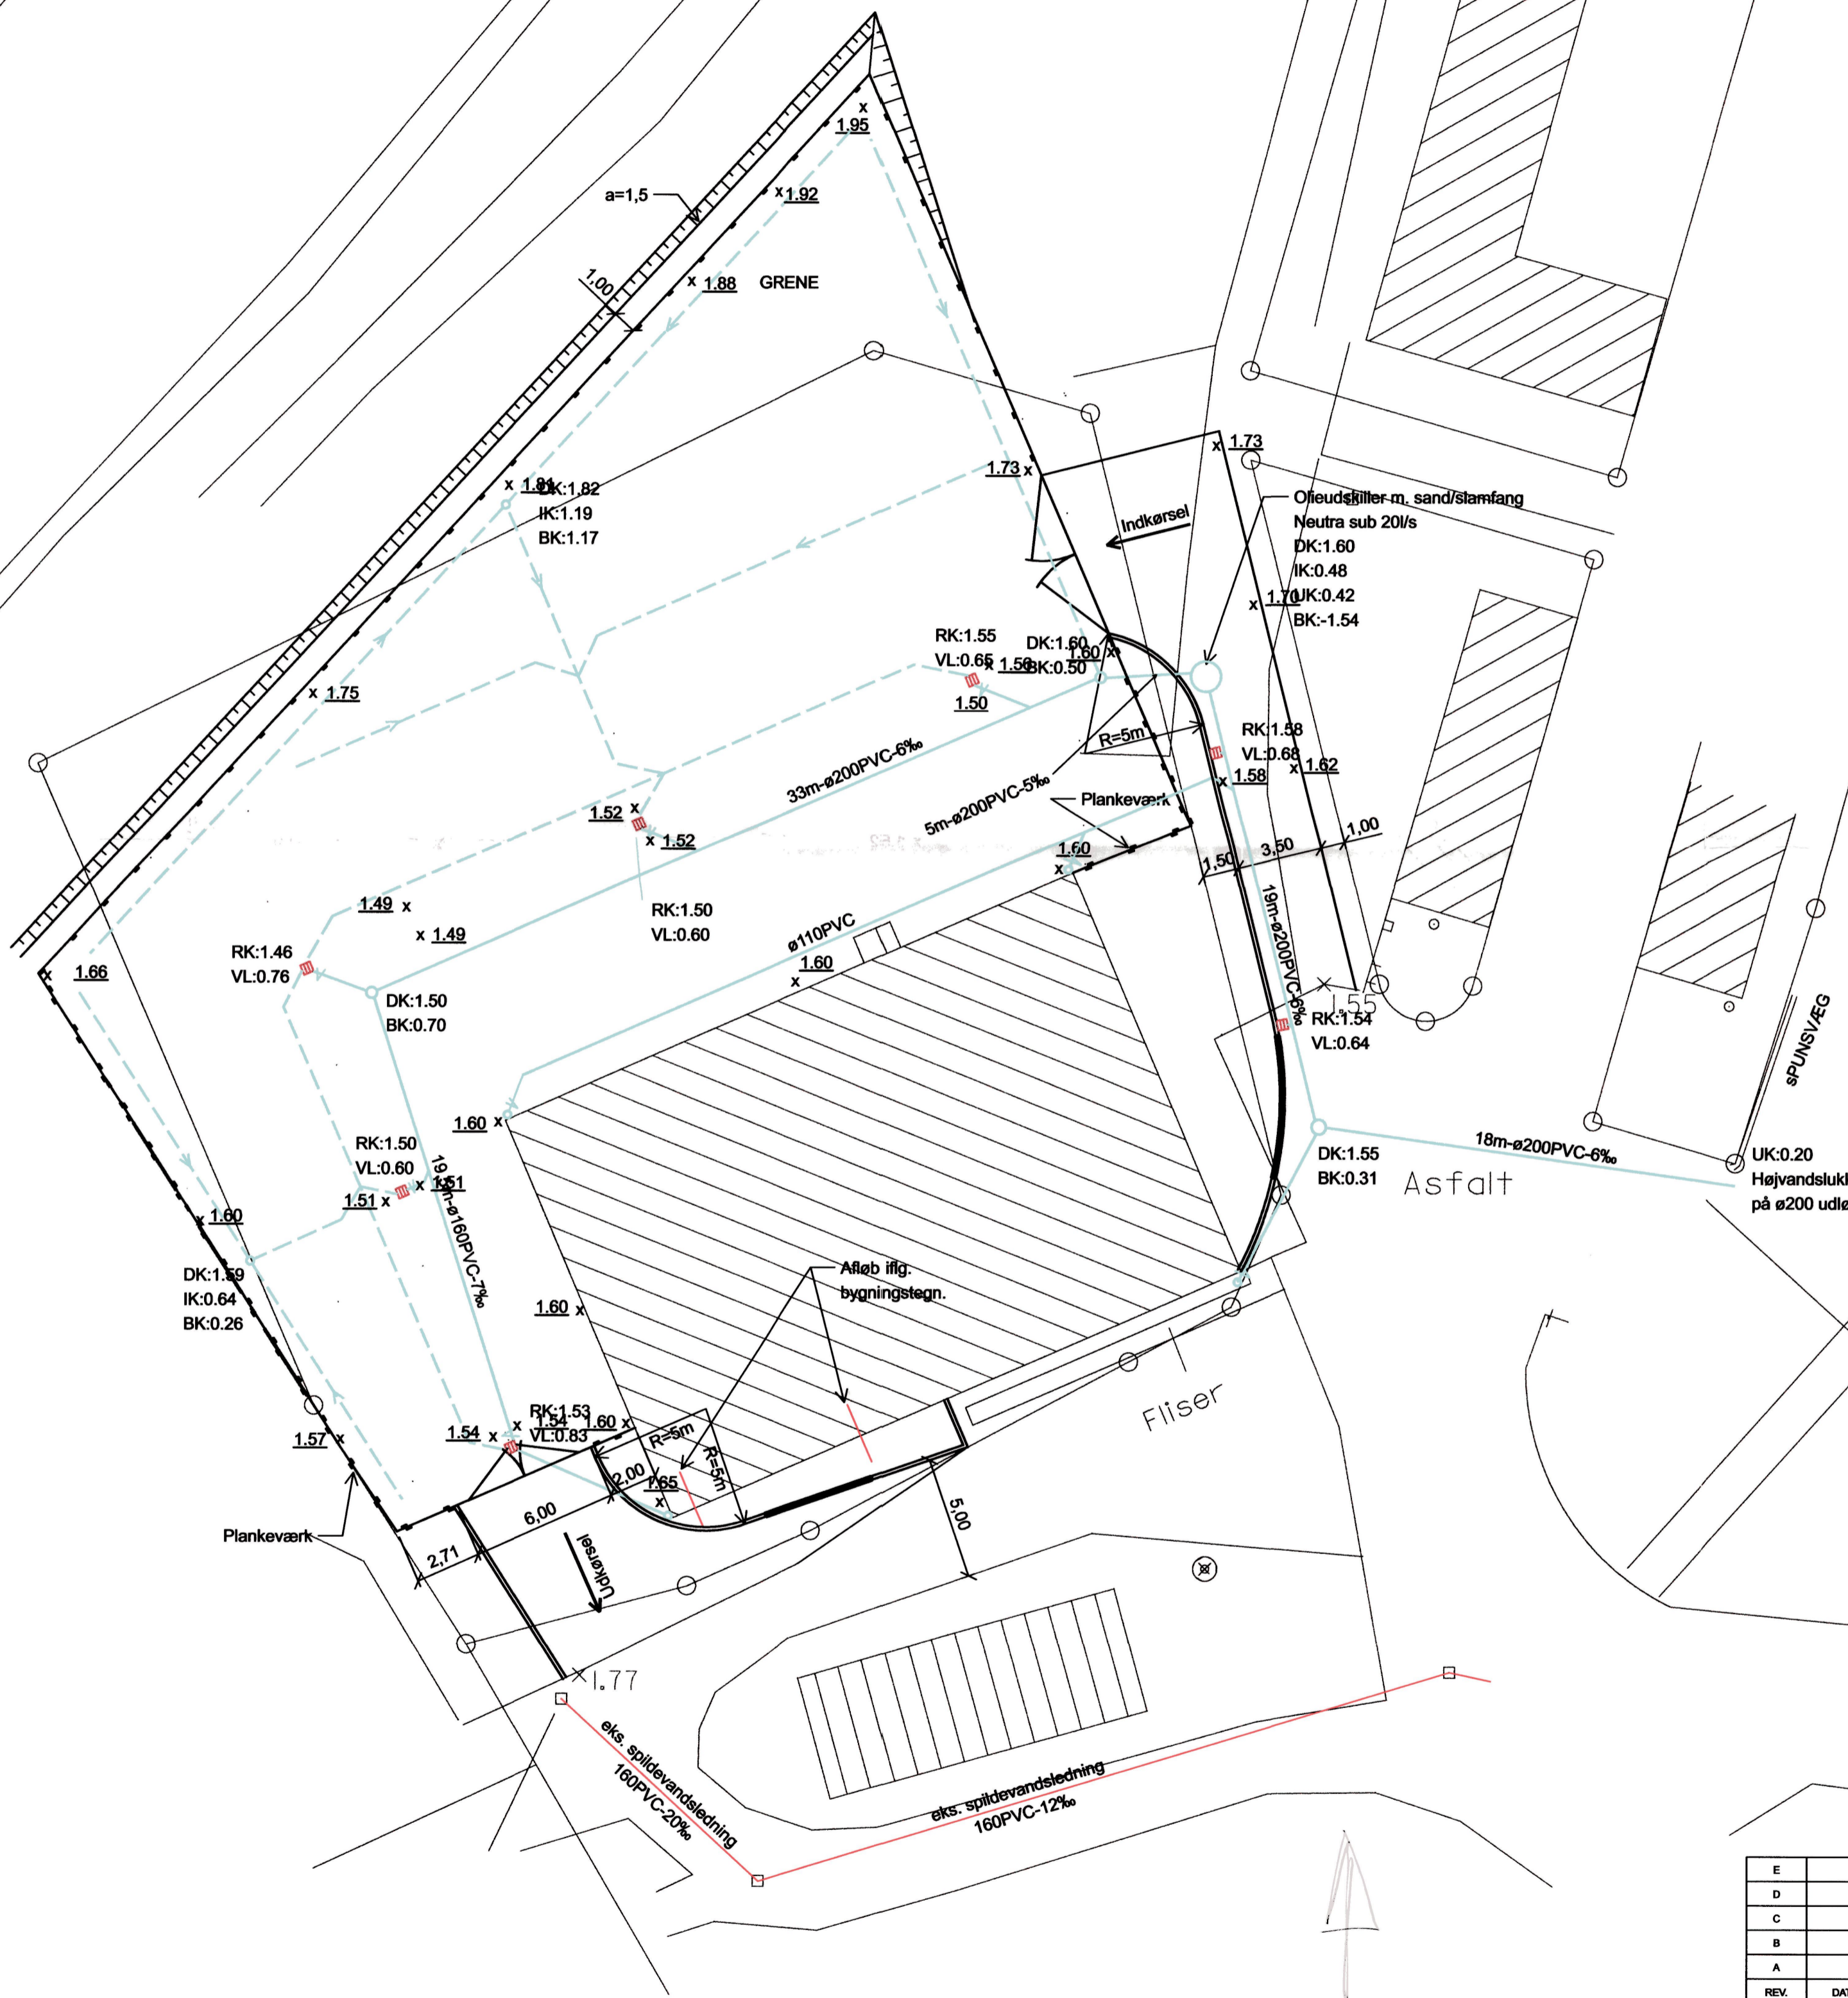 1.95
a=1,5
1.92
1,00
1.88 GRENE
1.73
1.73
DK:1.82
IK:1.19
BK:1.17
Olieudskiller m. sand/slamfang
Neutra sub 20l/s
DK:1.60
IK:0.48
UK:0.42
BK:-1.54
Indkørsel
1.70
RK:1.55
VL:0.65
1.50
DK:1.60
BK:0.50
1.60
1.75
R=5m
RK:1.58
VL:0.68
1.58
1.62
33m-ø200PVC-6‰
5m-ø200PVC-5‰
Plankeværk
1.52
1.52
1.60
1,50
3,50
1,00
1.49
1.49
RK:1.50
VL:0.60
ø110PVC
19m-ø200PVC-6‰
RK:1.46
VL:0.76
1.66
1.60
DK:1.50
BK:0.70
1.55
RK:1.54
VL:0.64
sPUNSVÆG
1.60
RK:1.50
VL:0.60
1.51
1.51
18m-ø200PVC-6‰
DK:1.55
BK:0.31
Asfalt
UK:0.20
Højvandslukl
på ø200 udlø
1.60
DK:1.59
IK:0.64
BK:0.26
Afløb iflg.
bygningstegn.
1.60
Fliser
RK:1.53
VL:0.83
1.54
1.54
1.60
1.57
R=5m
R=5m
2,00
1.65
6,00
5,00
Plankeværk
2,71
Udkørsel
1.77
eks. spildevandsledning
160PVC-20‰
eks. spildevandsledning
160PVC-12‰
E
D
C
B
A
REV.